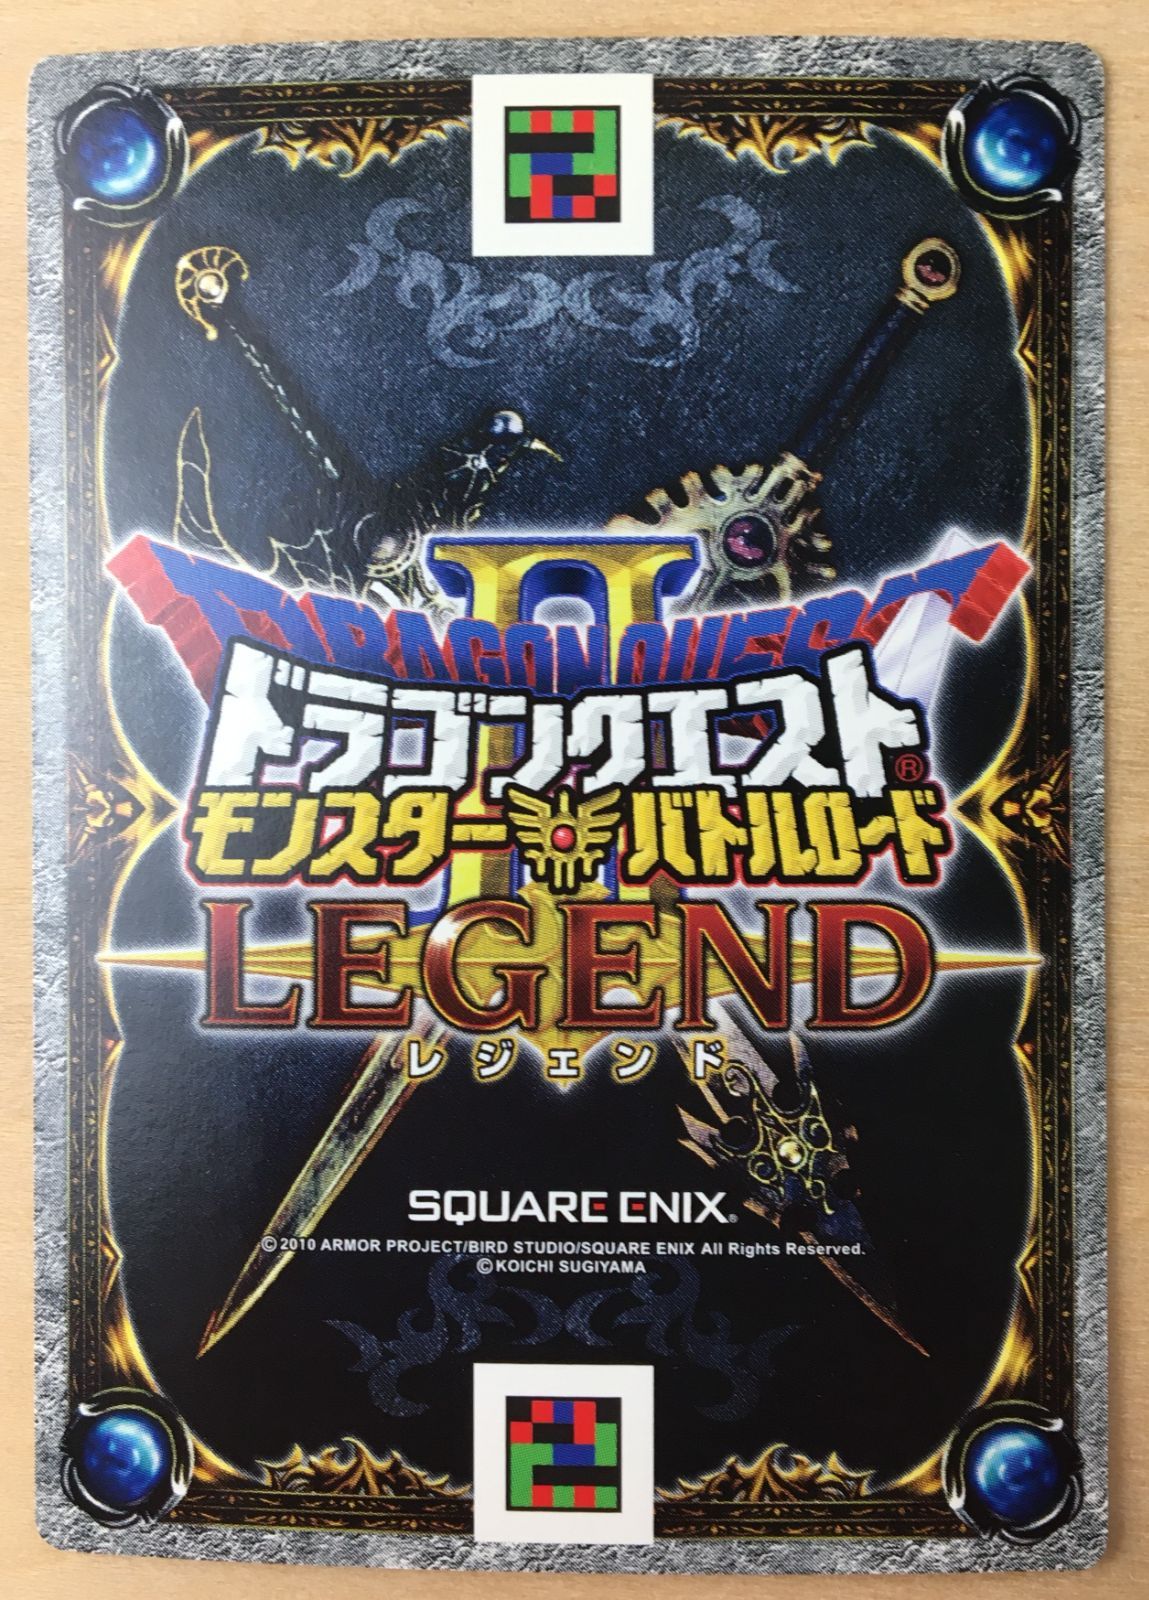 II
DRAGON QUEST
ドラゴンクエスト®
モンスターバトルロード
LEGEND
レジェンド
SQUARE ENIX®
©2010 ARMOR PROJECT/BIRD STUDIO/SQUARE ENIX All Rights Reserved.
©KOICHI SUGIYAMA